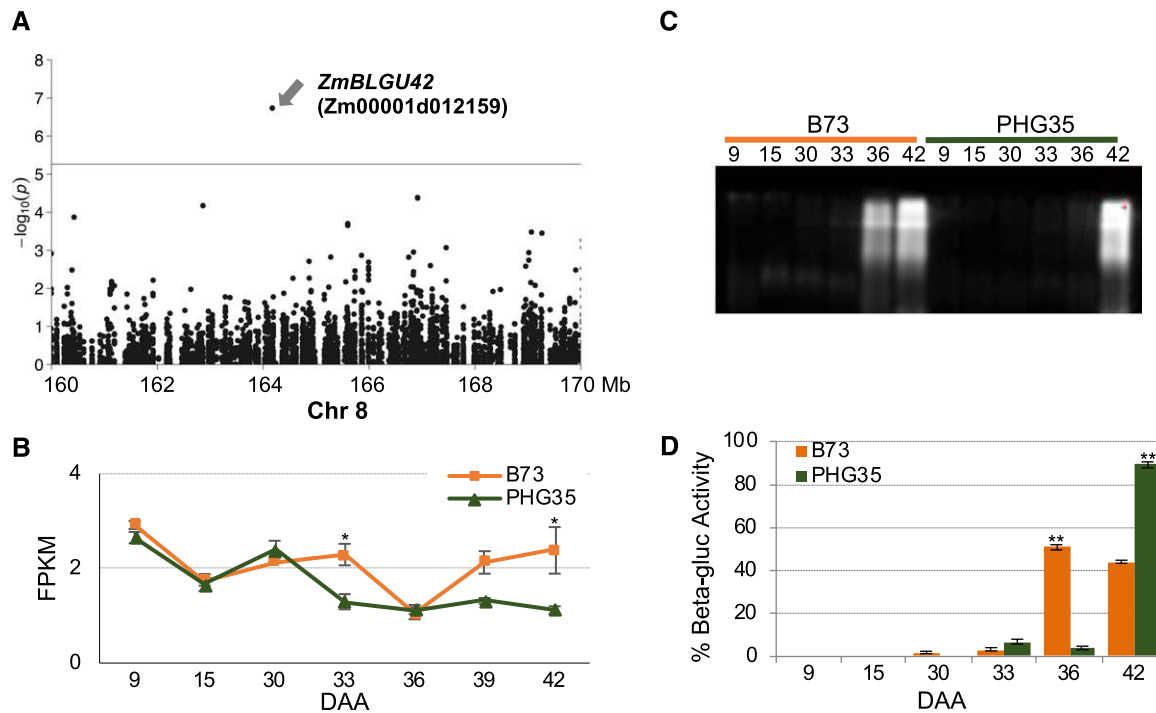 A
8
7
6
5
4
3
2
1
0
−log10(p)
ZmBLGU42
(Zm00001d012159)
160 162 164 166 168 170 Mb
Chr 8
B
4
2
0
FPKM
B73
PHG35
*
*
9 15 30 33 36 39 42
DAA
C
B73 PHG35
9 15 30 33 36 42 9 15 30 33 36 42
D
100
80
60
40
20
0
% Beta-gluc Activity
B73
PHG35
**
**
9 15 30 33 36 42
DAA